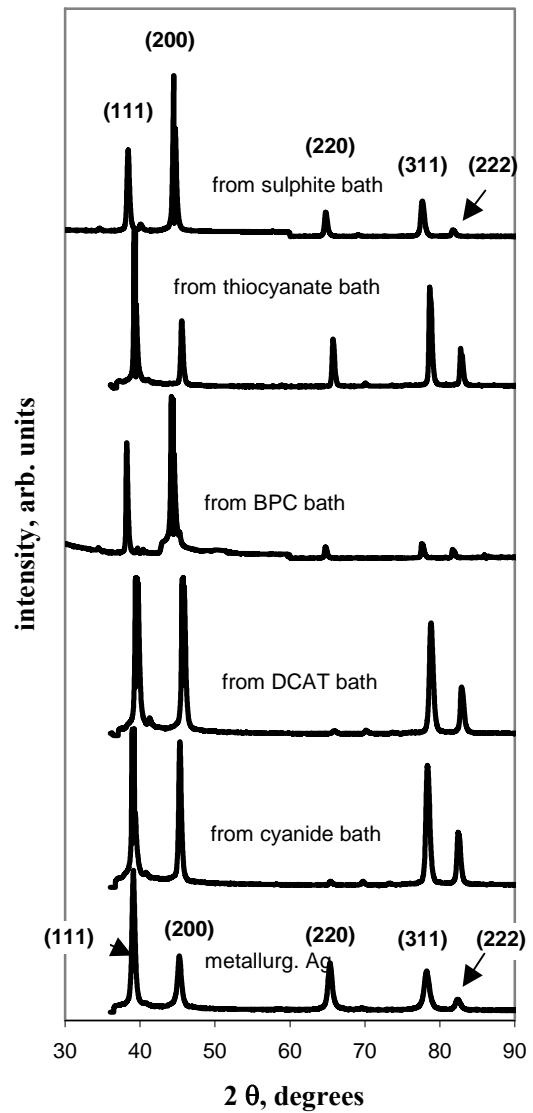 (200)
(111)
(220)
(311)
(222)
from sulphite bath
from thiocyanate bath
from BPC bath
from DCAT bath
from cyanide bath
(111)
(200)
(220)
(311)
(222)
metallurg. Ag
30 40 50 60 70 80 90
2 θ, degrees
intensity, arb. units